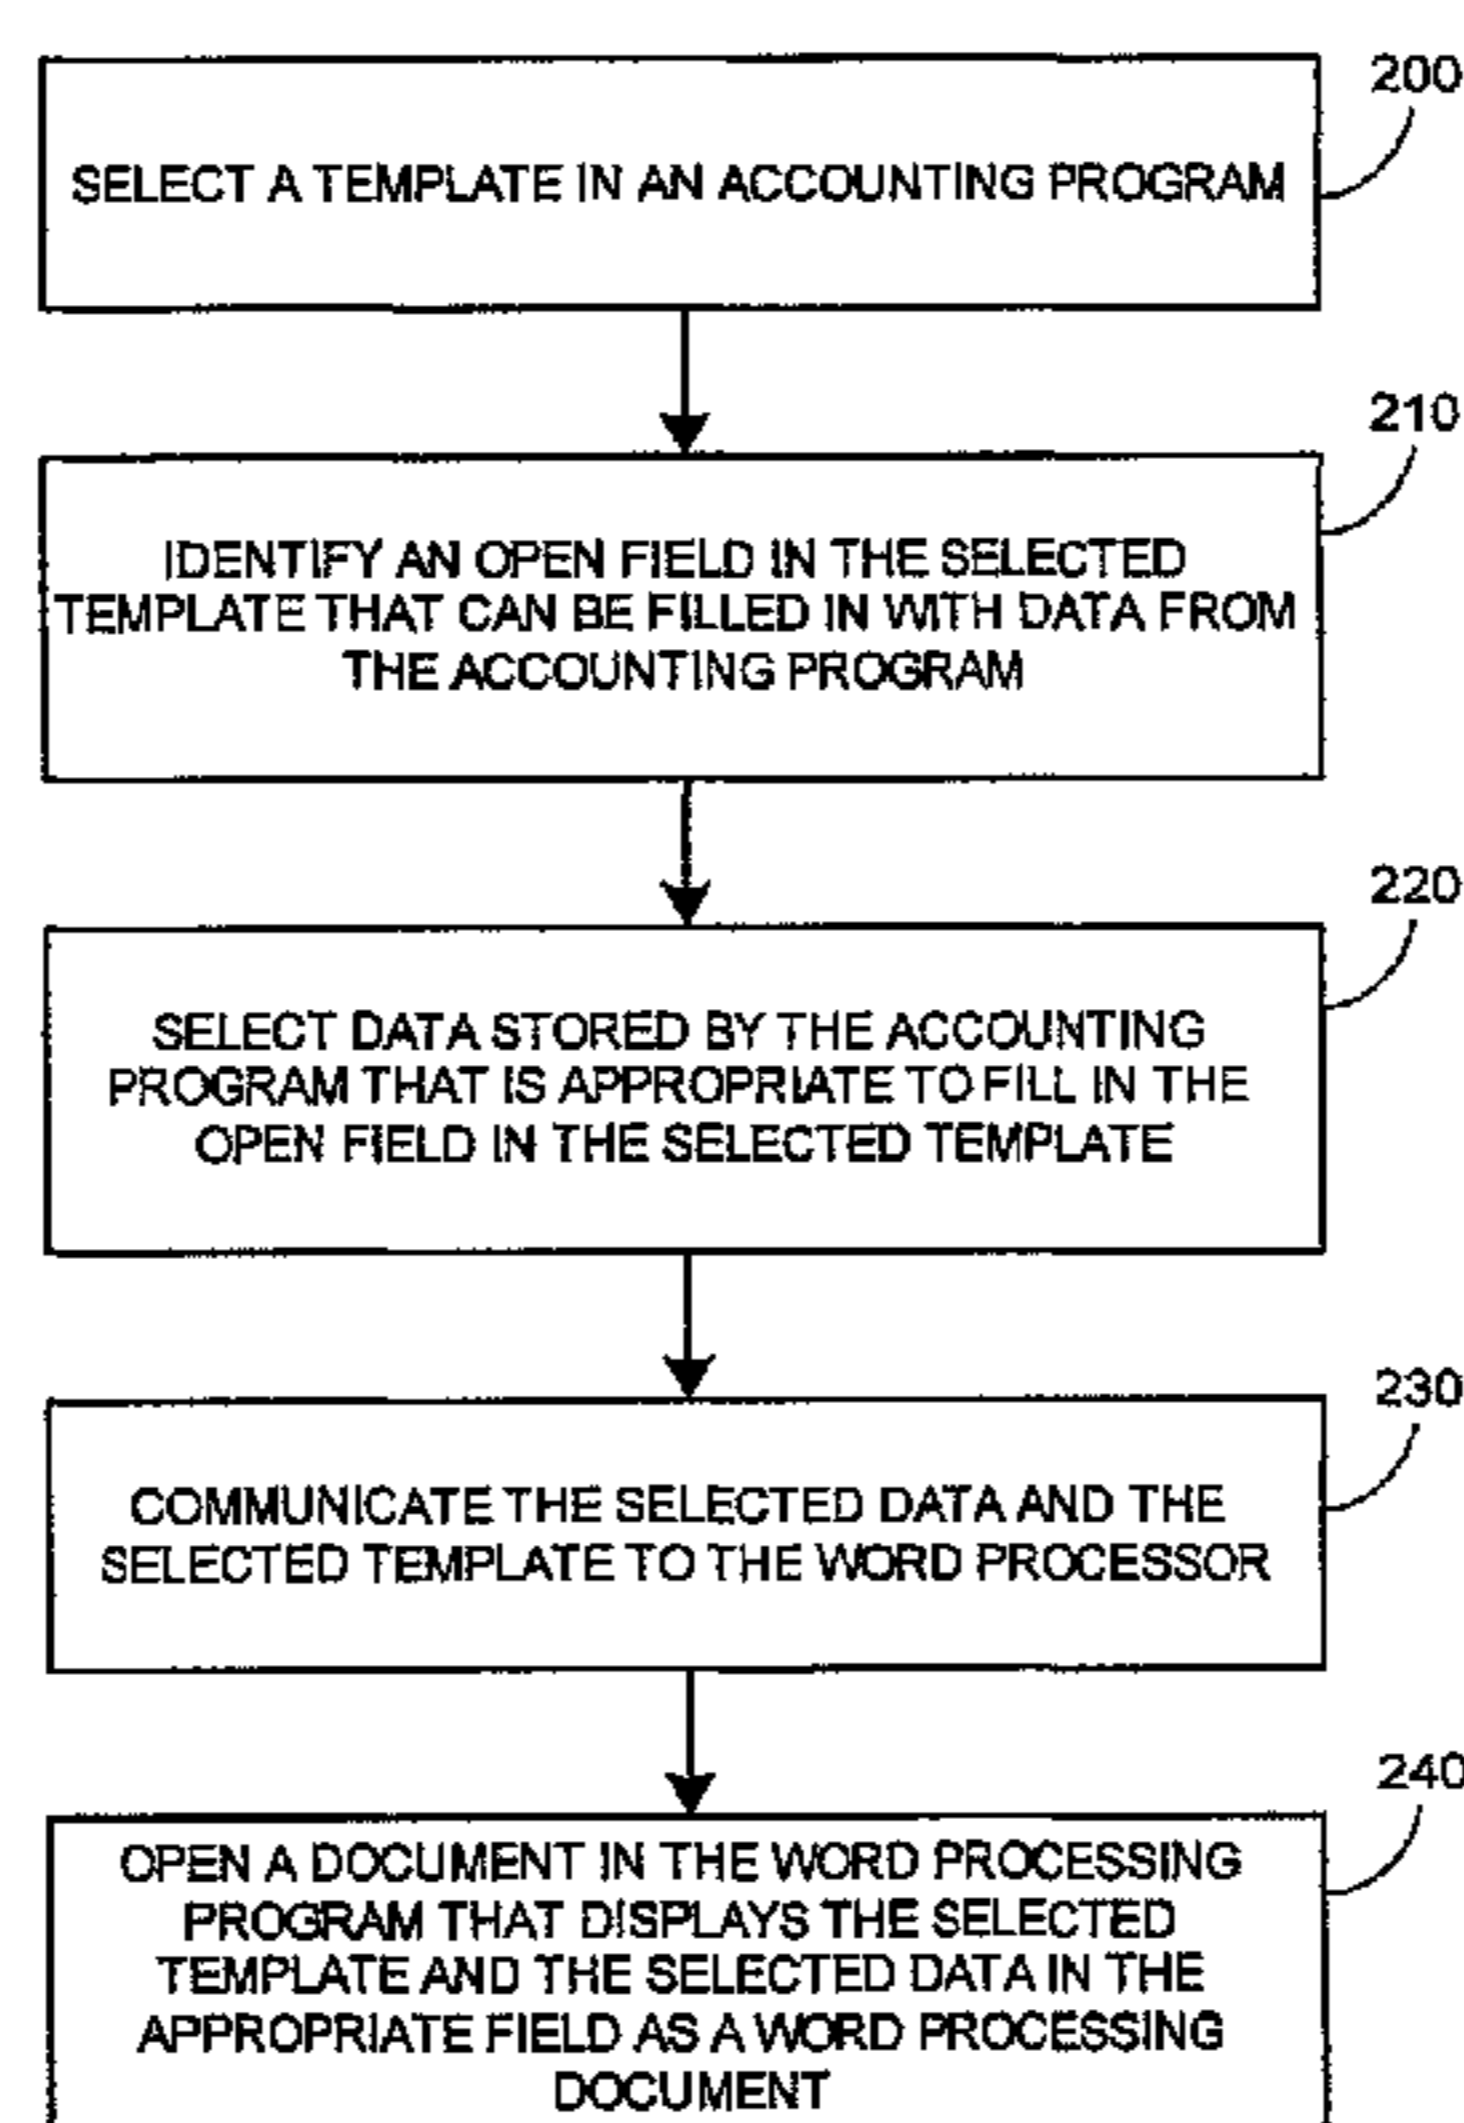 200
SELECT A TEMPLATE IN AN ACCOUNTING PROGRAM
210
IDENTIFY AN OPEN FIELD IN THE SELECTED
TEMPLATE THAT CAN BE FILLED IN WITH DATA FROM
THE ACCOUNTING PROGRAM
220
SELECT DATA STORED BY THE ACCOUNTING
PROGRAM THAT IS APPROPRIATE TO FILL IN THE
OPEN FIELD IN THE SELECTED TEMPLATE
230
COMMUNICATE THE SELECTED DATA AND THE
SELECTED TEMPLATE TO THE WORD PROCESSOR
240
OPEN A DOCUMENT IN THE WORD PROCESSING
PROGRAM THAT DISPLAYS THE SELECTED
TEMPLATE AND THE SELECTED DATA IN THE
APPROPRIATE FIELD AS A WORD PROCESSING
DOCUMENT